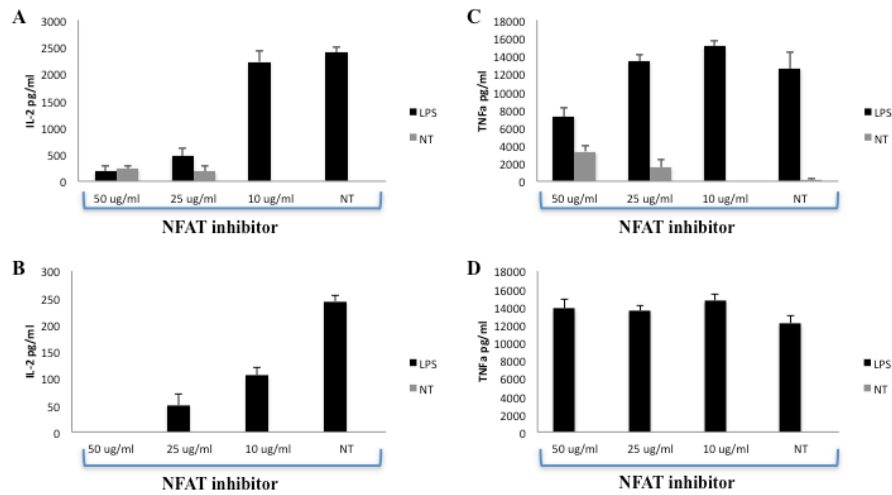 A
IL-2 pg/ml
3000
2500
2000
1500
1000
500
0
50 ug/ml 25 ug/ml 10 ug/ml NT
LPS
NT
NFAT inhibitor
C
TNFa pg/ml
18000
16000
14000
12000
10000
8000
6000
4000
2000
0
50 ug/ml 25 ug/ml 10 ug/ml NT
LPS
NT
NFAT inhibitor
B
IL-2 pg/ml
300
250
200
150
100
50
0
50 ug/ml 25 ug/ml 10 ug/ml NT
LPS
NT
NFAT inhibitor
D
TNFa pg/ml
18000
16000
14000
12000
10000
8000
6000
4000
2000
0
50 ug/ml 25 ug/ml 10 ug/ml NT
LPS
NT
NFAT inhibitor